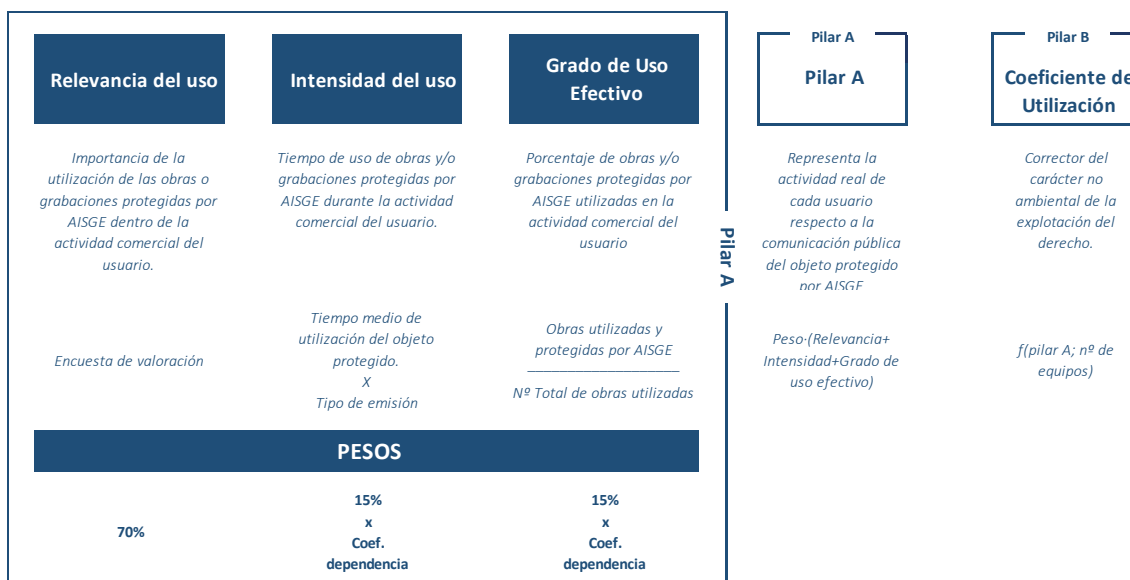 Relevancia del uso
Importancia de la
utilización de las obras o
grabaciones protegidas por
AISGE dentro de la
actividad comercial del
usuario.
Encuesta de valoración
Intensidad del uso
Tiempo de uso de obras y/o
grabaciones protegidas por
AISGE durante la actividad
comercial del usuario.
Tiempo medio de
utilización del objeto
protegido.
X
Tipo de emisión
Grado de Uso
Efectivo
Porcentaje de obras y/o
grabaciones protegidas por
AISGE utilizadas en la
actividad comercial del
usuario
Obras utilizadas y
protegidas por AISGE
Nº Total de obras utilizadas
PESOS
70%
15%
x
Coef.
dependencia
15%
x
Coef.
dependencia
Pilar A
Pilar A
Pilar A
Representa la
actividad real de
cada usuario
respecto a la
comunicación pública
del objeto protegido
por AISGE
Peso·(Relevancia+
Intensidad+Grado de
uso efectivo)
Pilar B
Coeficiente de
Utilización
Corrector del
carácter no
ambiental de la
explotación del
derecho.
f(pilar A; nº de
equipos)